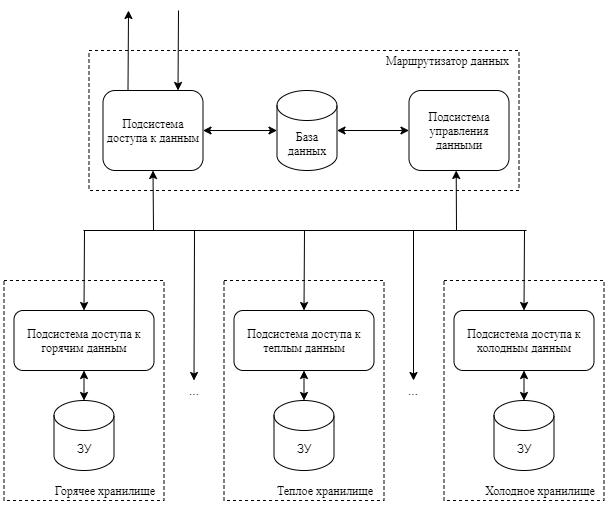 Маршрутизатор данных
Подсистема
доступа к данным
База
данных
Подсистема
управления
данными
Подсистема доступа к
горячим данным
Подсистема доступа к
теплым данным
Подсистема доступа к
холодным данным
...
...
ЗУ
ЗУ
ЗУ
Горячее хранилище
Теплое хранилище
Холодное хранилище